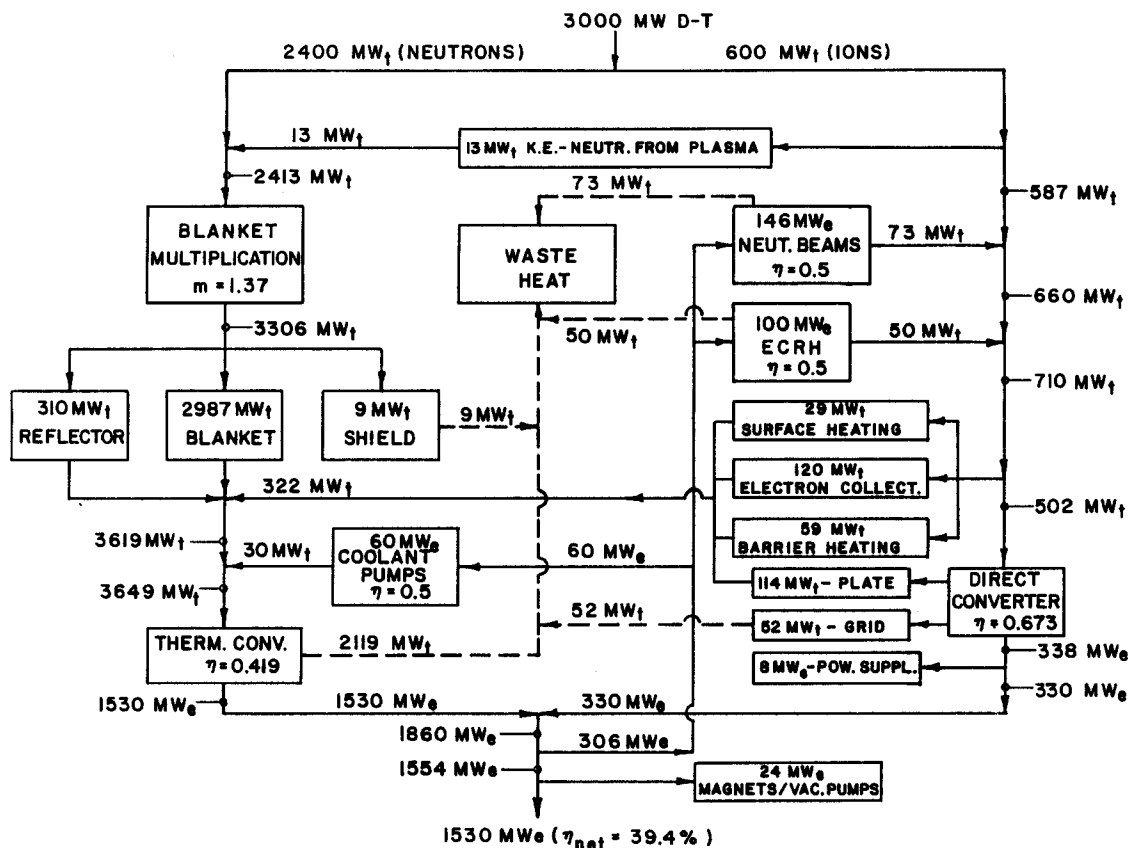 3000 MW D-T
2400 MWt (NEUTRONS)
600 MWt (IONS)
13 MWt
13 MWt K.E.-NEUTR. FROM PLASMA
2413 MWt
587 MWt
73 MWt
BLANKET
MULTIPLICATION
m = 1.37
WASTE
HEAT
146 MWe
NEUT. BEAMS
η = 0.5
73 MWt
660 MWt
3306 MWt
50 MWt
100 MWe
ECRH
η = 0.5
50 MWt
710 MWt
310 MWt
REFLECTOR
2987 MWt
BLANKET
9 MWt
SHIELD
9 MWt
29 MWt
SURFACE HEATING
322 MWt
120 MWt
ELECTRON COLLECT.
502 MWt
3619 MWt
30 MWt
60 MWe
COOLANT
PUMPS
η = 0.5
60 MWe
59 MWt
BARRIER HEATING
3649 MWt
114 MWt - PLATE
DIRECT
CONVERTER
η = 0.673
THERM. CONV.
η = 0.419
2119 MWt
52 MWt
52 MWt - GRID
338 MWe
8 MWe - POW. SUPPL.
330 MWe
1530 MWe
1530 MWe
330 MWe
1860 MWe
306 MWe
1554 MWe
24 MWe
MAGNETS/VAC. PUMPS
1530 MWe (ηnet = 39.4%)